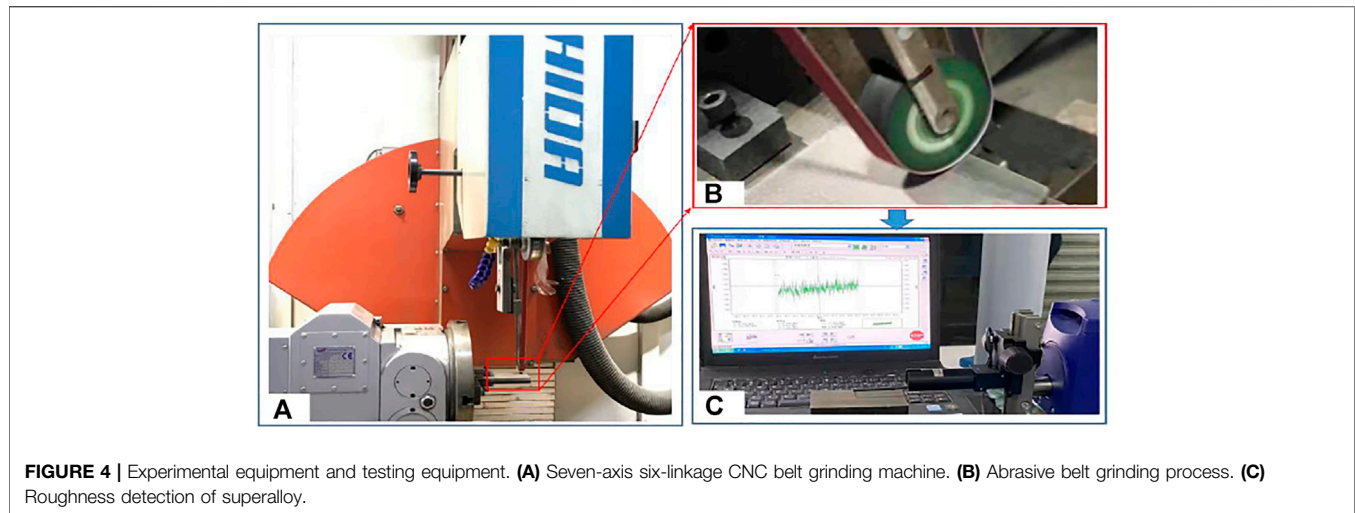 HIDA
A
B
C
FIGURE 4 | Experimental equipment and testing equipment. (A) Seven-axis six-linkage CNC belt grinding machine. (B) Abrasive belt grinding process. (C)
Roughness detection of superalloy.